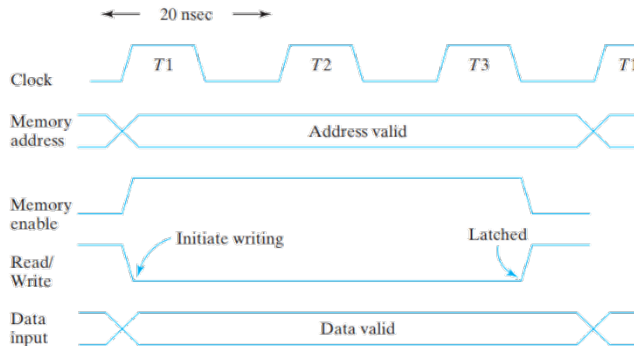 20 nsec
Clock
T1
T2
T3
T1
Memory
address
Address valid
Memory
enable
Initiate writing
Latched
Read/
Write
Data
input
Data valid